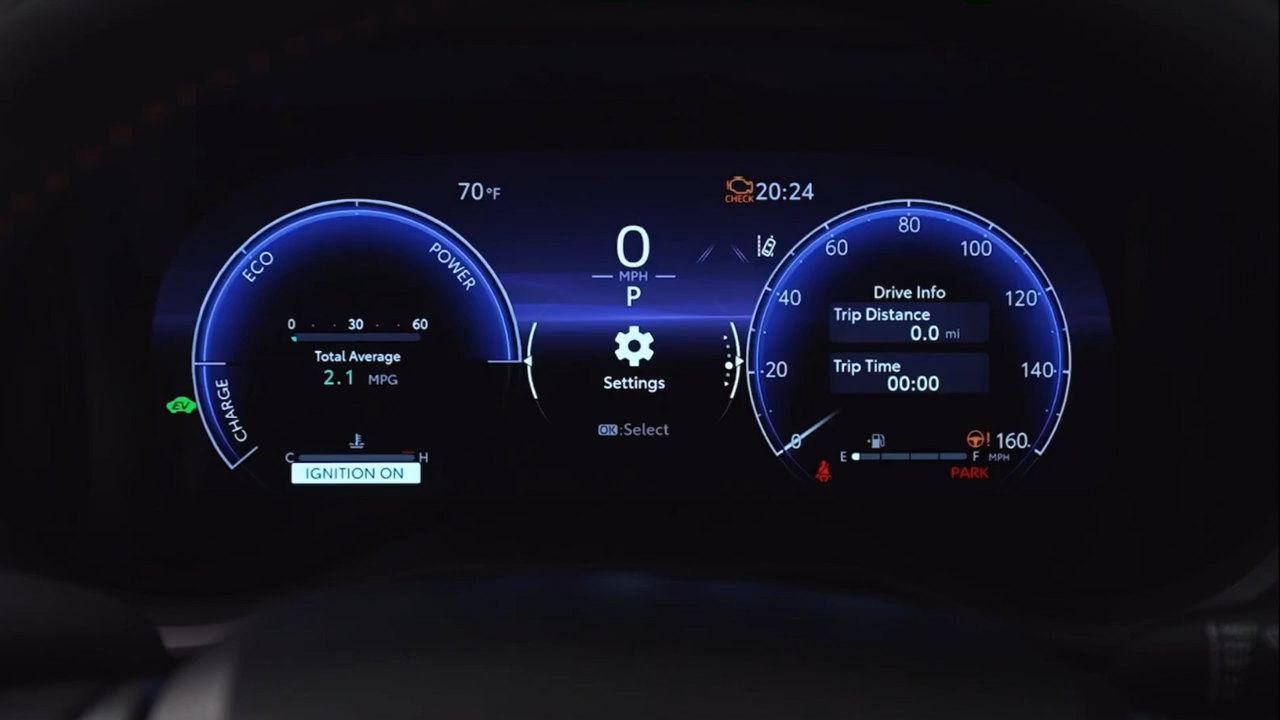 70°F
CHECK 20:24
ECO
POWER
CHARGE
0 30 60
Total Average
2.1 MPG
EV
C H
IGNITION ON
0
MPH
P
Settings
OK:Select
0 20 40 60 80 100 120 140 160
MPH
Drive Info
Trip Distance
0.0 mi
Trip Time
00:00
E F
PARK